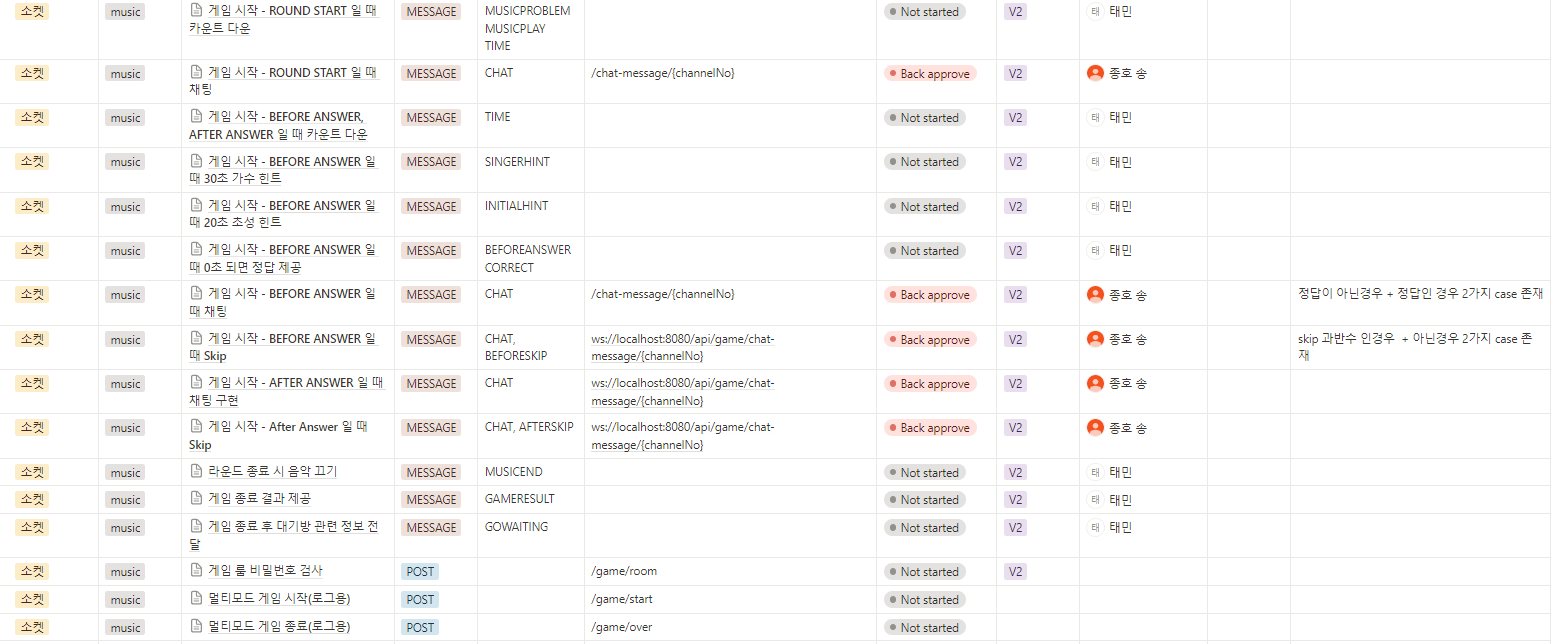 소켓 music 게임 시작 - ROUND START 일 때 MESSAGE MUSICPROBLEM Not started V2 태 태민
카운트 다운 MUSICPLAY
TIME
소켓 music 게임 시작 - ROUND START 일 때 MESSAGE CHAT /chat-message/{channelNo} Back approve V2 종호 송
채팅
소켓 music 게임 시작 - BEFORE ANSWER, MESSAGE TIME Not started V2 태 태민
AFTER ANSWER 일 때 카운트 다운
소켓 music 게임 시작 - BEFORE ANSWER 일 MESSAGE SINGERHINT Not started V2 태 태민
때 30초 가수 힌트
소켓 music 게임 시작 - BEFORE ANSWER 일 MESSAGE INITIALHINT Not started V2 태 태민
때 20초 초성 힌트
소켓 music 게임 시작 - BEFORE ANSWER 일 MESSAGE BEFOREANSWER Not started V2 태 태민
때 0초 되면 정답 제공 CORRECT
소켓 music 게임 시작 - BEFORE ANSWER 일 MESSAGE CHAT /chat-message/{channelNo} Back approve V2 종호 송 정답이 아닌경우 + 정답인 경우 2가지 case 존재
때 채팅
소켓 music 게임 시작 - BEFORE ANSWER 일 MESSAGE CHAT, ws://localhost:8080/api/game/chat- Back approve V2 종호 송 skip 과반수 인경우 + 아닌경우 2가지 case 존
때 Skip BEFORESKIP message/{channelNo} 재
소켓 music 게임 시작 - AFTER ANSWER 일 때 MESSAGE CHAT ws://localhost:8080/api/game/chat- Back approve V2 종호 송
채팅 구현 message/{channelNo}
소켓 music 게임 시작 - After Answer 일 때 MESSAGE CHAT, AFTERSKIP ws://localhost:8080/api/game/chat- Back approve V2 종호 송
Skip message/{channelNo}
소켓 music 라운드 종료 시 음악 끄기 MESSAGE MUSICEND Not started V2 태 태민
소켓 music 게임 종료 결과 제공 MESSAGE GAMERESULT Not started V2 태 태민
소켓 music 게임 종료 후 대기방 관련 정보 전 MESSAGE GOWAITING Not started V2 태 태민
달
소켓 music 게임 룸 비밀번호 검사 POST /game/room Not started V2
소켓 music 멀티모드 게임 시작(로그용) POST /game/start Not started
소켓 music 멀티모드 게임 종료(로그용) POST /game/over Not started